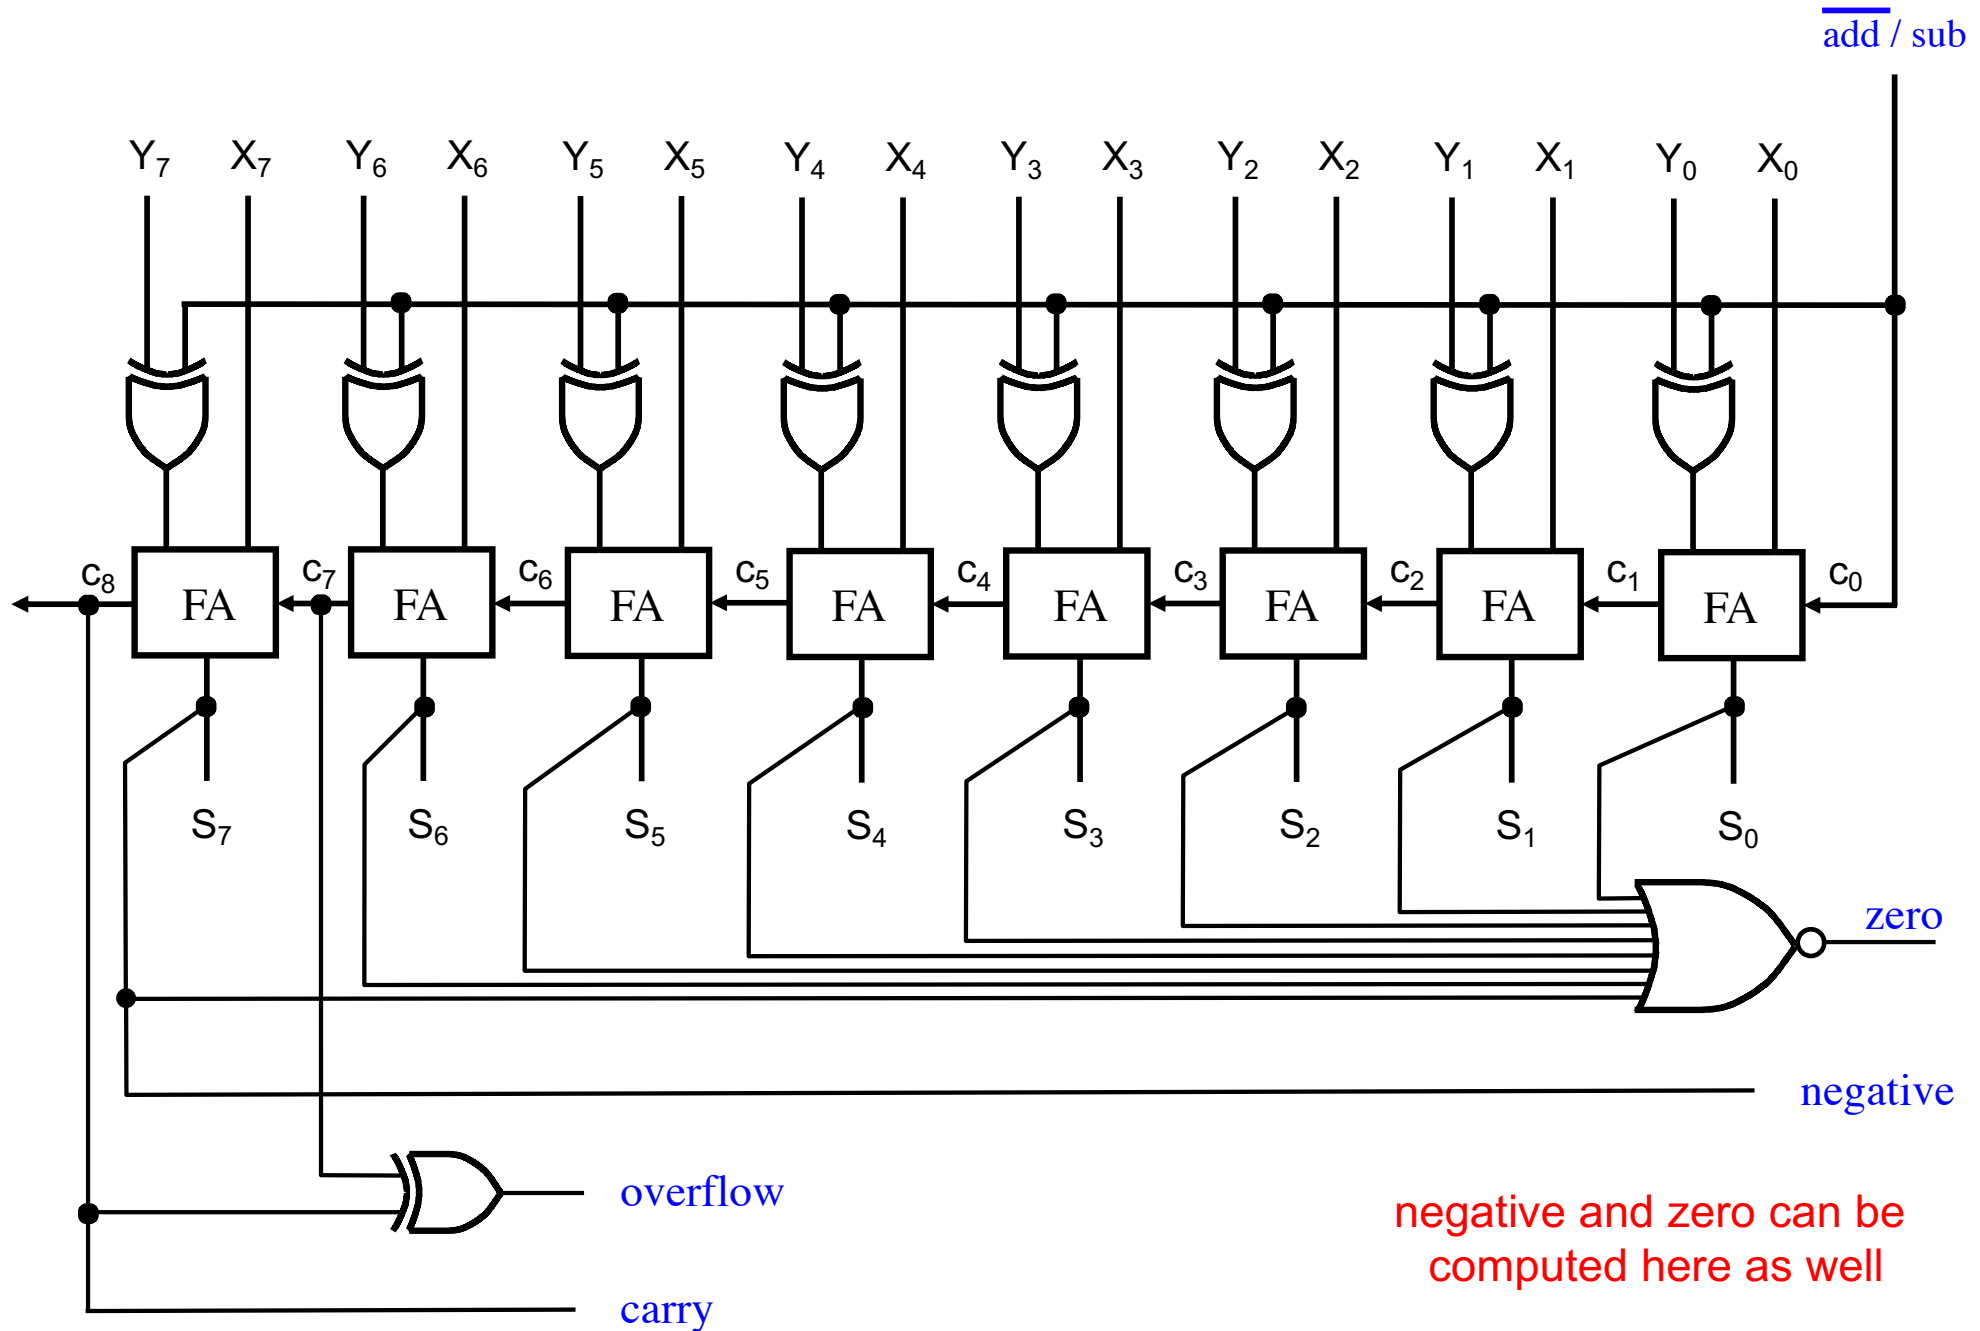 add / sub
Y7 X7 Y6 X6 Y5 X5 Y4 X4 Y3 X3 Y2 X2 Y1 X1 Y0 X0
c8 FA c7 FA c6 FA c5 FA c4 FA c3 FA c2 FA c1 FA c0
S7 S6 S5 S4 S3 S2 S1 S0
zero
negative
overflow
negative and zero can be
computed here as well
carry